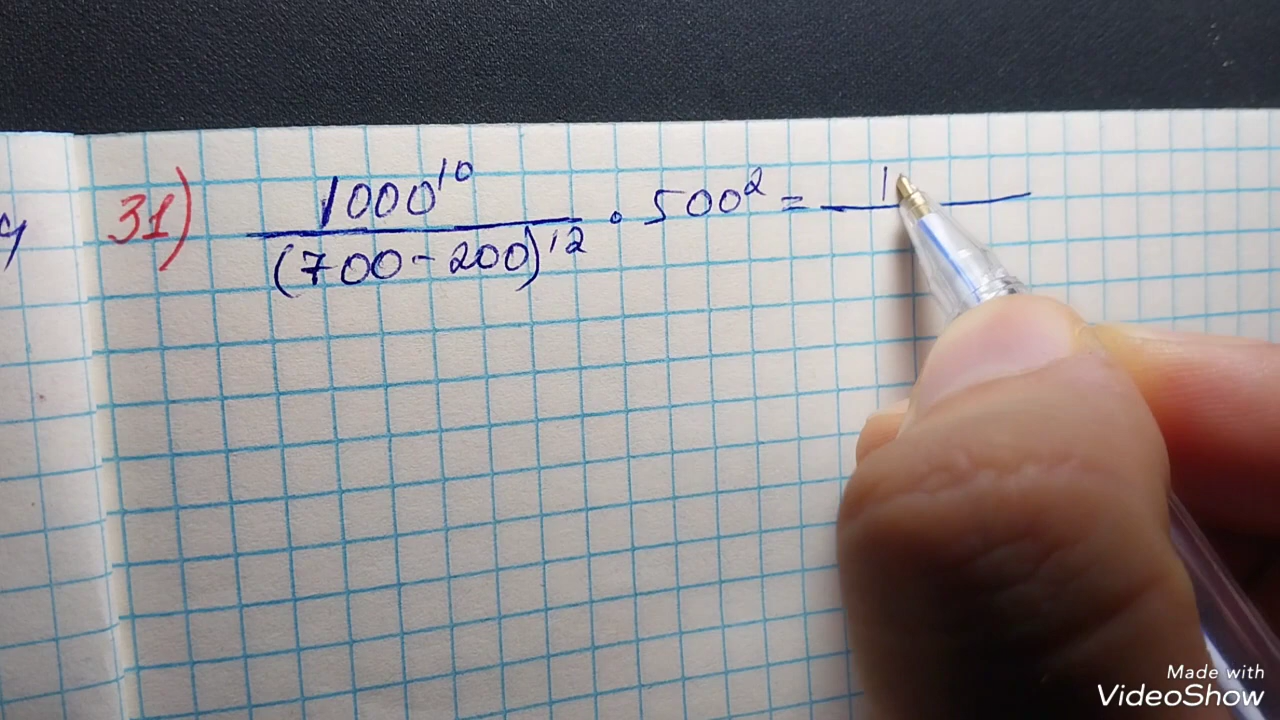 31) 1000¹⁰ / (700 - 200)¹² · 500² = 1
Made with
VideoShow